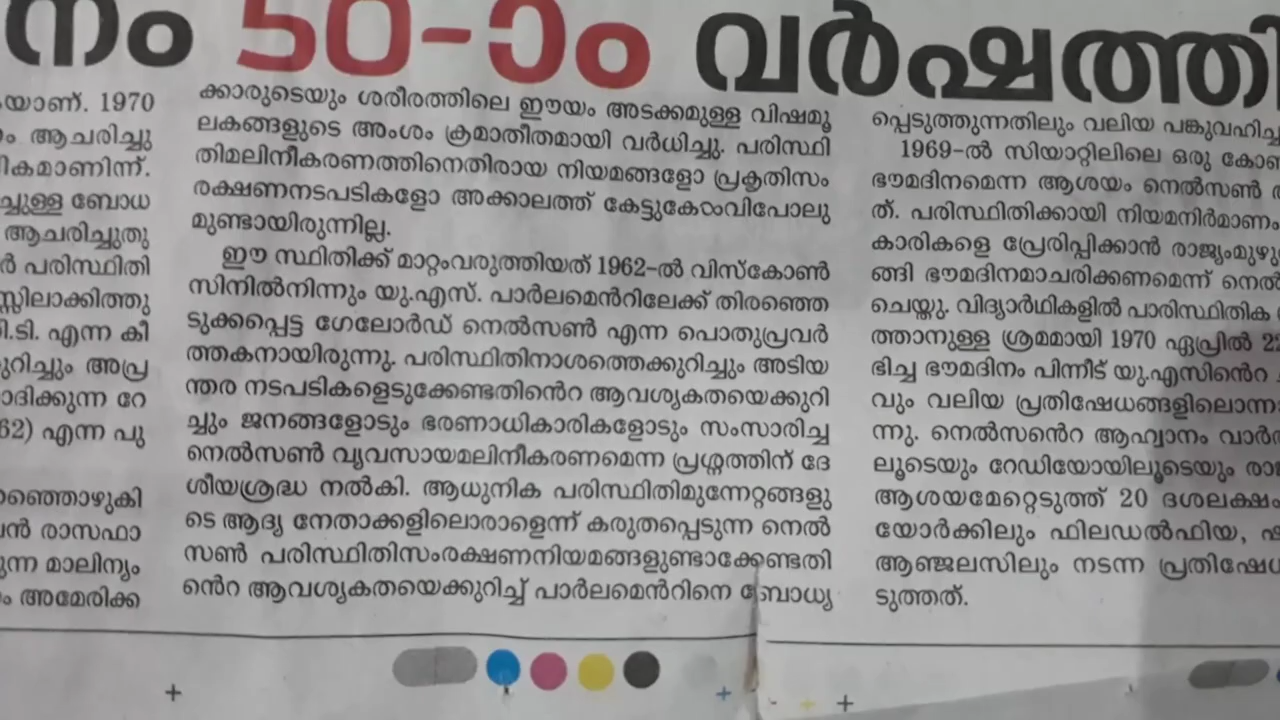 നം 50-ാം വർഷത്തി
യാണ്. 1970
ആചരിച്ചു
ികമാണിന്ന്.
ച്ചുള്ള ബോധ
ആചരിച്ചതു
ർ പരിസ്ഥിതി
സ്സിലാക്കിത്തു
ി.ടി. എന്ന കീ
ുറിച്ചും അപ്ര
ാദിക്കുന്ന റേ
62) എന്ന പു
ഞ്ഞൊഴുകി
ൻ രാസഫാ
ുന്ന മാലിന്യം
ം അമേരിക്ക
ക്കാരുടെയും ശരീരത്തിലെ ഈയം അടക്കമുള്ള വിഷമൂ
ലകങ്ങളുടെ അംശം ക്രമാതീതമായി വർധിച്ചു. പരിസ്ഥി
തിമലിനീകരണത്തിനെതിരായ നിയമങ്ങളോ പ്രകൃതിസം
രക്ഷണനടപടികളോ അക്കാലത്ത് കേട്ടുകേൾവിപോലു
മുണ്ടായിരുന്നില്ല.
ഈ സ്ഥിതിക്ക് മാറ്റംവരുത്തിയത് 1962-ൽ വിസ്കോൺ
സിനിൽനിന്നും യു.എസ്. പാർലമെൻറിലേക്ക് തിരഞ്ഞെ
ടുക്കപ്പെട്ട ഗേലോർഡ് നെൽസൺ എന്ന പൊതുപ്രവർ
ത്തകനായിരുന്നു. പരിസ്ഥിതിനാശത്തെക്കുറിച്ചും അടിയ
ന്തര നടപടികളെടുക്കേണ്ടതിൻെറ ആവശ്യകതയെക്കുറി
ച്ചും ജനങ്ങളോടും ഭരണാധികാരികളോടും സംസാരിച്ച
നെൽസൺ വ്യവസായമലിനീകരണമെന്ന പ്രശ്നത്തിന് ദേ
ശീയശ്രദ്ധ നൽകി. ആധുനിക പരിസ്ഥിതിമുന്നേറ്റങ്ങളു
ടെ ആദ്യ നേതാക്കളിലൊരാളെന്ന് കരുതപ്പെടുന്ന നെൽ
സൺ പരിസ്ഥിതിസംരക്ഷണനിയമങ്ങളുണ്ടാക്കേണ്ടതി
ൻെറ ആവശ്യകതയെക്കുറിച്ച് പാർലമെൻറിനെ ബോധ്യ
പ്പെടുത്തുന്നതിലും വലിയ പങ്കുവഹിച്ച
1969-ൽ സിയാറ്റിലിലെ ഒരു കോൺ
ഭൗമദിനമെന്ന ആശയം നെൽസൺ
ത്. പരിസ്ഥിതിക്കായി നിയമനിർമാണം
കാരികളെ പ്രേരിപ്പിക്കാൻ രാജ്യംമുഴു
ങ്ങി ഭൗമദിനമാചരിക്കണമെന്ന് നെൽ
ചെയ്തു. വിദ്യാർഥികളിൽ പാരിസ്ഥിതിക
ത്താനുള്ള ശ്രമമായി 1970 ഏപ്രിൽ 22
ഭിച്ച ഭൗമദിനം പിന്നീട് യു.എസിൻെറ
വും വലിയ പ്രതിഷേധങ്ങളിലൊന്നാ
ന്നു. നെൽസൻെറ ആഹ്വാനം വാർത്
ലൂടെയും റേഡിയോയിലൂടെയും രാജ
ആശയമേറ്റെടുത്ത് 20 ദശലക്ഷം
യോർക്കിലും ഫിലഡൽഫിയ,
ആഞ്ജലസിലും നടന്ന പ്രതിഷേധ
ടുത്തത്.